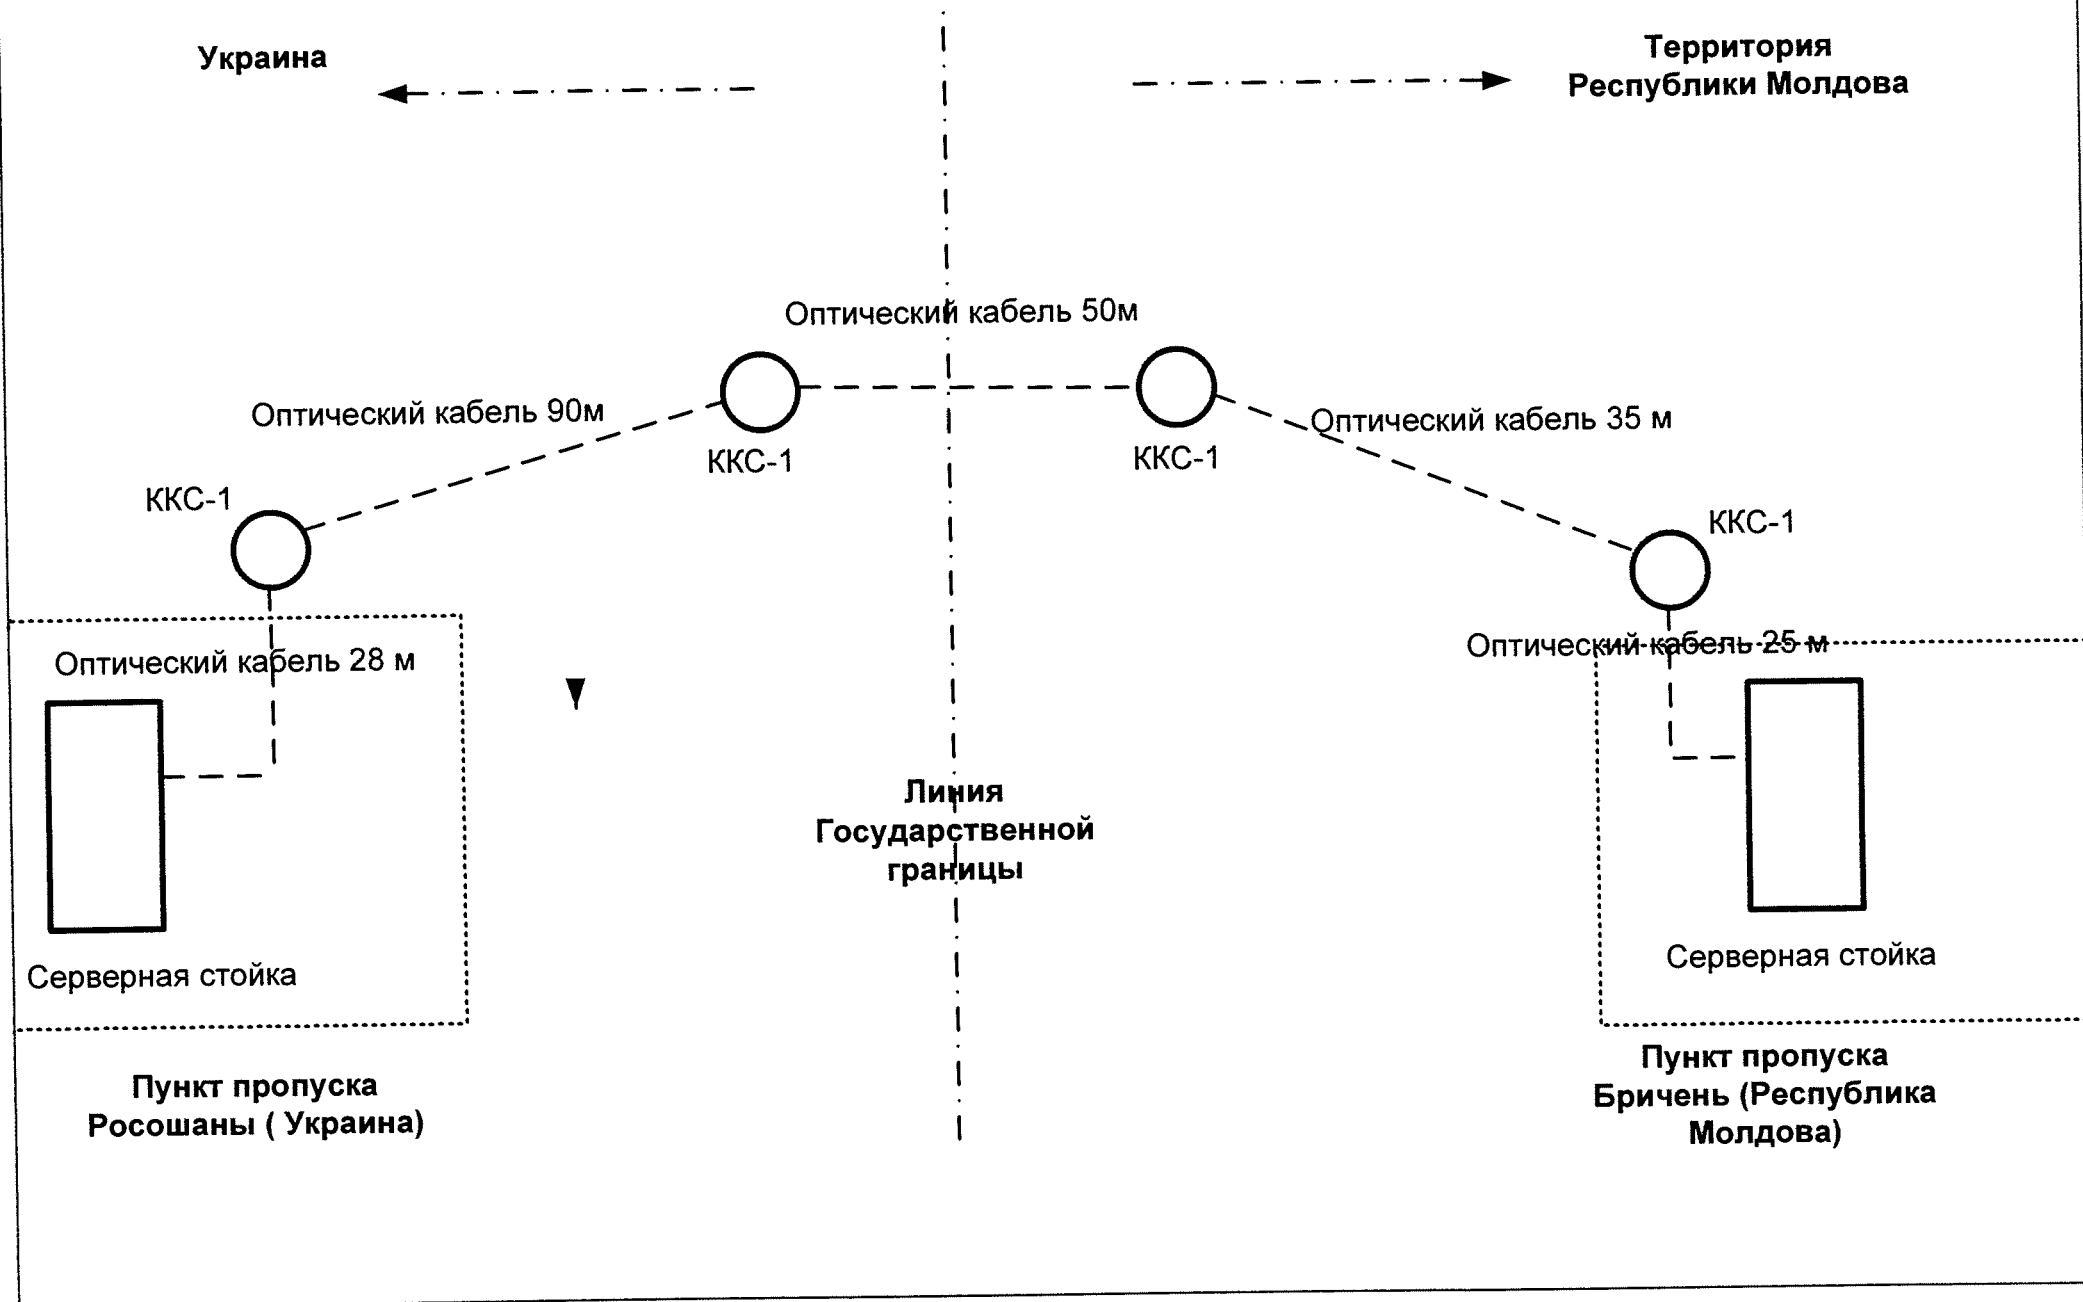 Украина
Территория
Республики Молдова
Оптический кабель 50м
Оптический кабель 90м
Оптический кабель 35 м
ККС-1
ККС-1
ККС-1
ККС-1
Оптический кабель 28 м
Оптический кабель 25 м
Линия
Государственной
границы
Серверная стойка
Серверная стойка
Пункт пропуска
Росошаны ( Украина)
Пункт пропуска
Бричень (Республика
Молдова)